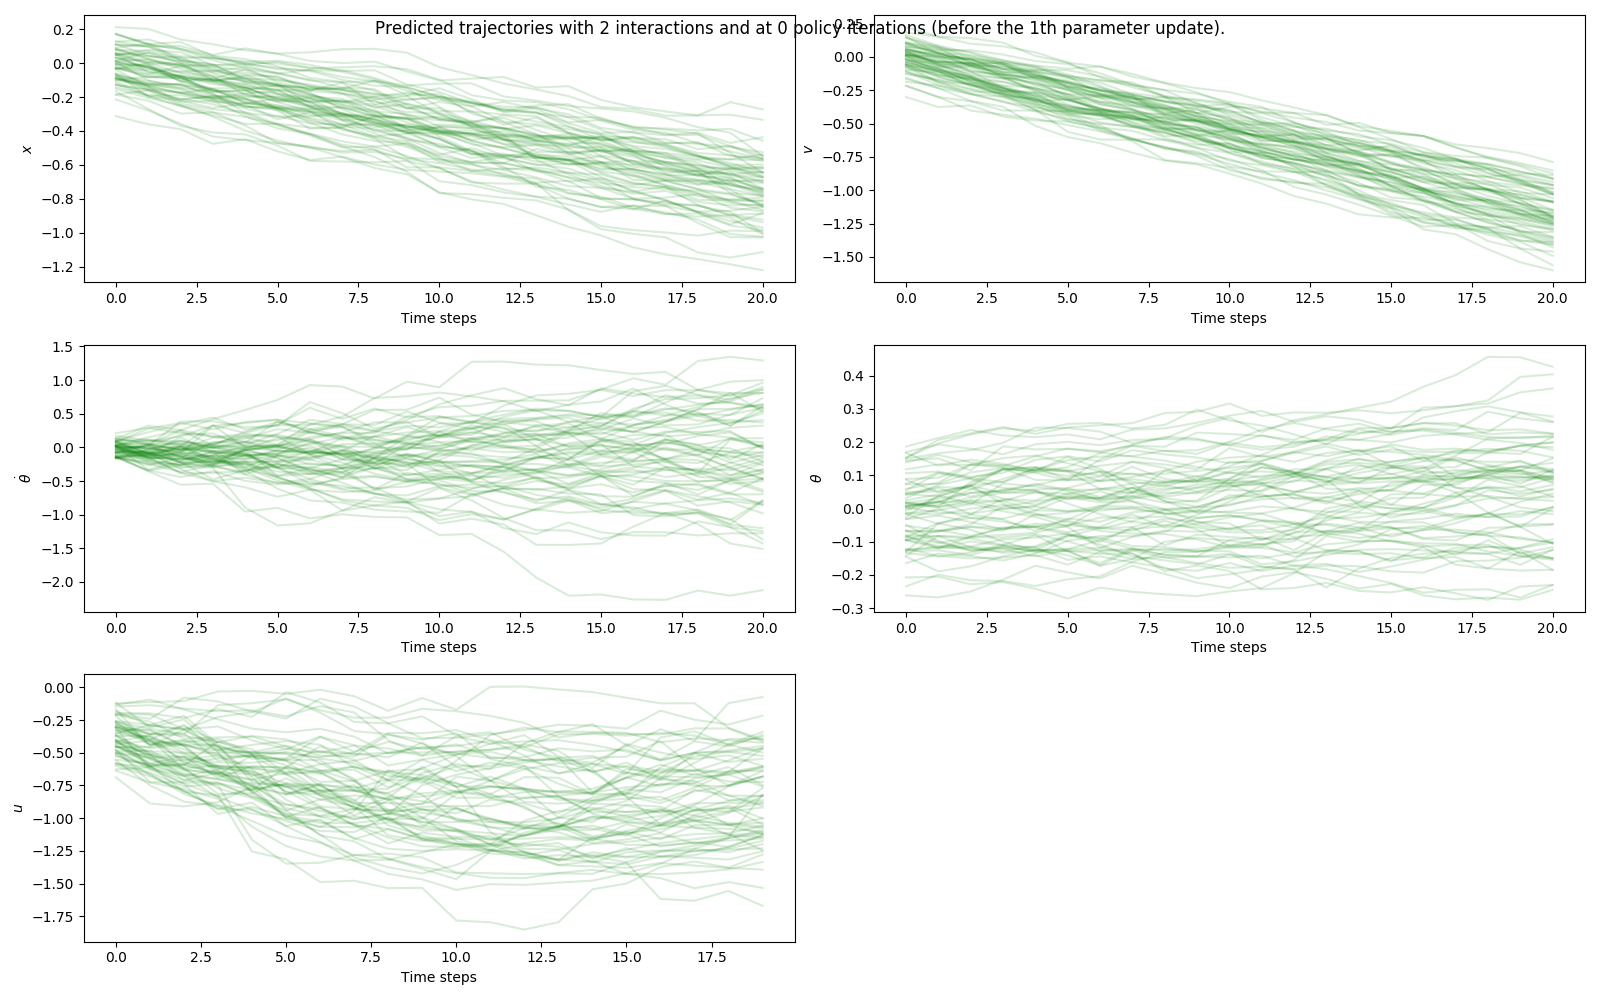 Predicted trajectories with 2 interactions and at 0 policy iterations (before the 1th parameter update).
0.2
0.0
−0.2
−0.4
−0.6
−0.8
−1.0
−1.2
x
0.0 2.5 5.0 7.5 10.0 12.5 15.0 17.5 20.0
Time steps
0.25
0.00
−0.25
−0.50
−0.75
−1.00
−1.25
−1.50
v
0.0 2.5 5.0 7.5 10.0 12.5 15.0 17.5 20.0
Time steps
1.5
1.0
0.5
0.0
−0.5
−1.0
−1.5
−2.0
θ̇
0.0 2.5 5.0 7.5 10.0 12.5 15.0 17.5 20.0
Time steps
0.4
0.3
0.2
0.1
0.0
−0.1
−0.2
−0.3
θ
0.0 2.5 5.0 7.5 10.0 12.5 15.0 17.5 20.0
Time steps
0.00
−0.25
−0.50
−0.75
−1.00
−1.25
−1.50
−1.75
u
0.0 2.5 5.0 7.5 10.0 12.5 15.0 17.5
Time steps